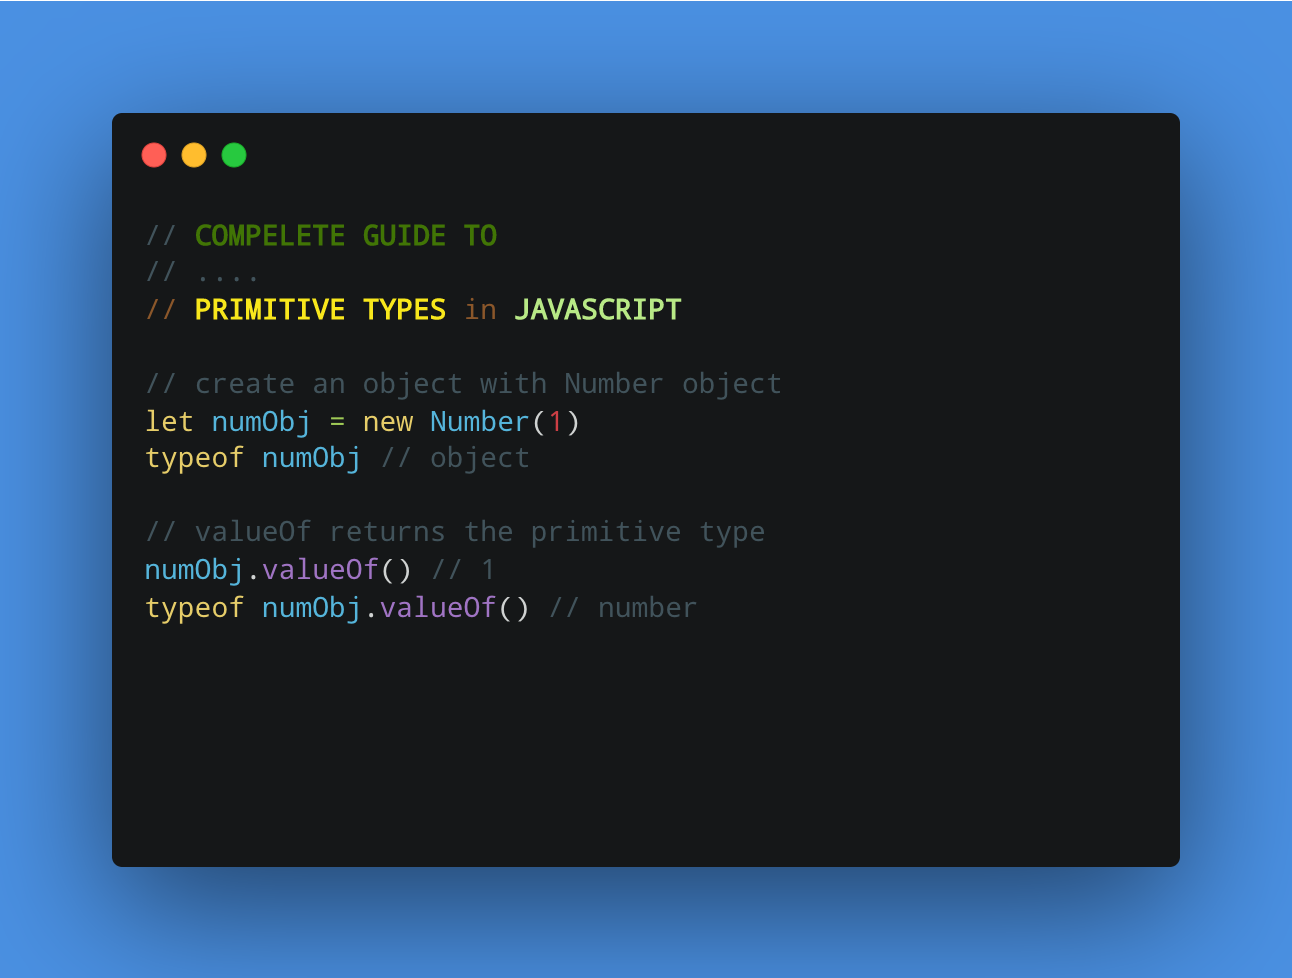 // COMPELETE GUIDE TO
// ....
// PRIMITIVE TYPES in JAVASCRIPT
// create an object with Number object
let numObj = new Number(1)
typeof numObj // object
// valueOf returns the primitive type
numObj.valueOf() // 1
typeof numObj.valueOf() // number